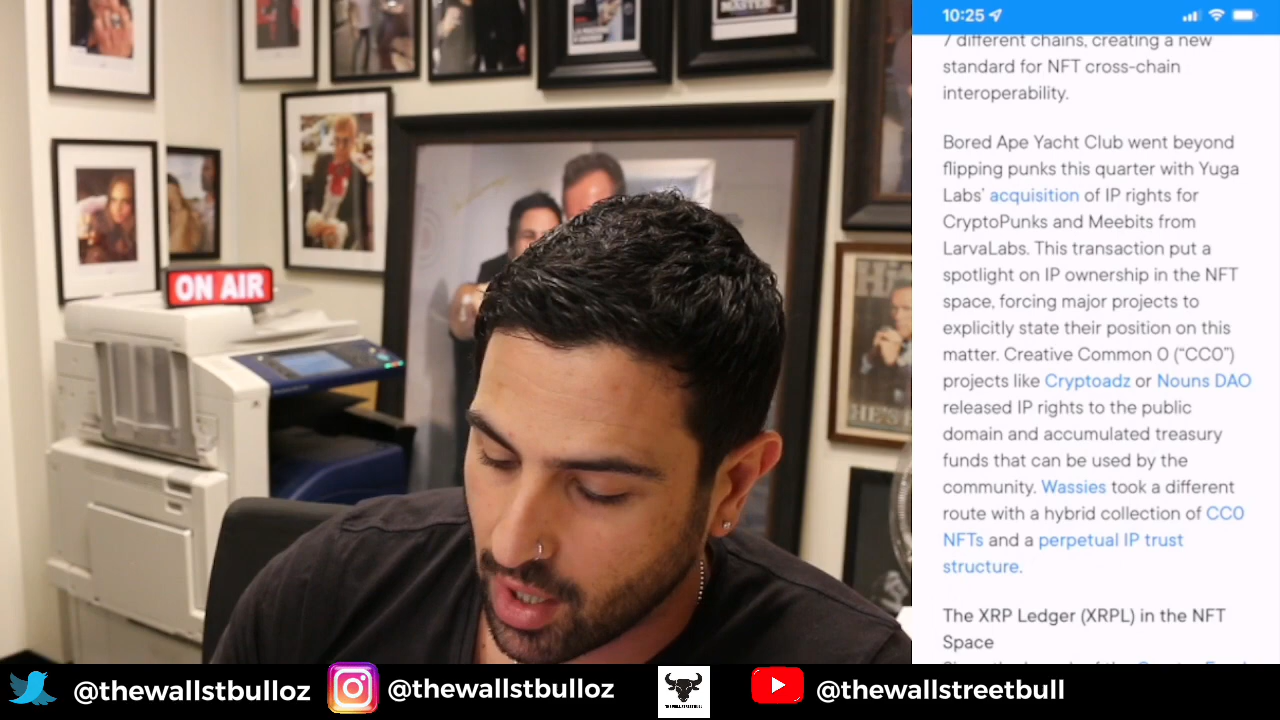 MASTER
ON AIR
10:25
7 different chains, creating a new
standard for NFT cross-chain
interoperability.
Bored Ape Yacht Club went beyond
flipping punks this quarter with Yuga
Labs’ acquisition of IP rights for
CryptoPunks and Meebits from
LarvaLabs. This transaction put a
spotlight on IP ownership in the NFT
space, forcing major projects to
explicitly state their position on this
matter. Creative Common 0 (“CC0”)
projects like Cryptoadz or Nouns DAO
released IP rights to the public
domain and accumulated treasury
funds that can be used by the
community. Wassies took a different
route with a hybrid collection of CC0
NFTs and a perpetual IP trust
structure.
The XRP Ledger (XRPL) in the NFT
Space
@thewallstbulloz
@thewallstbulloz
@thewallstreetbull